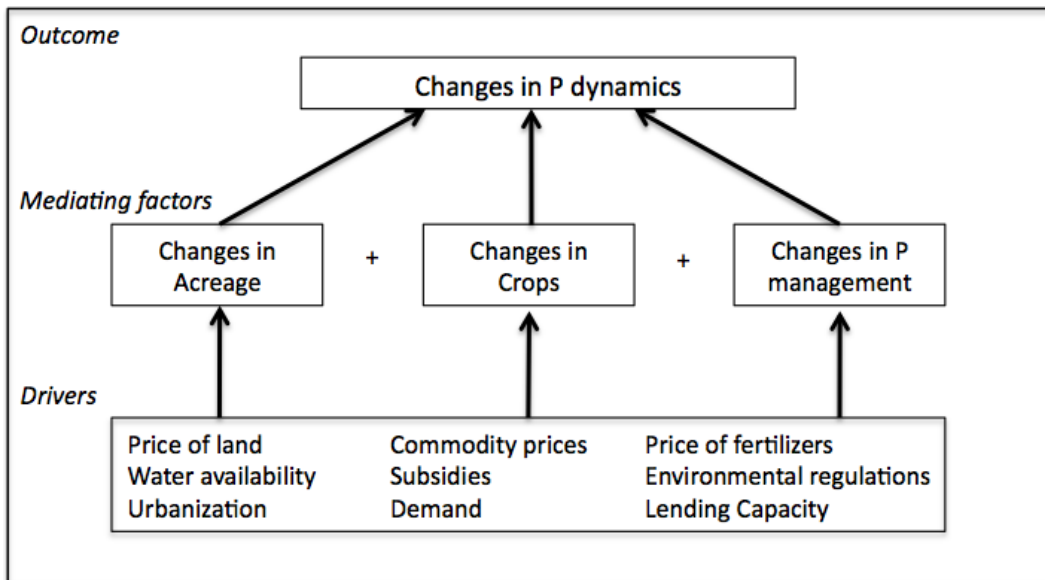 Outcome
Changes in P dynamics
Mediating factors
Changes in
Acreage
+
Changes in
Crops
+
Changes in P
management
Drivers
Price of land
Water availability
Urbanization
Commodity prices
Subsidies
Demand
Price of fertilizers
Environmental regulations
Lending Capacity